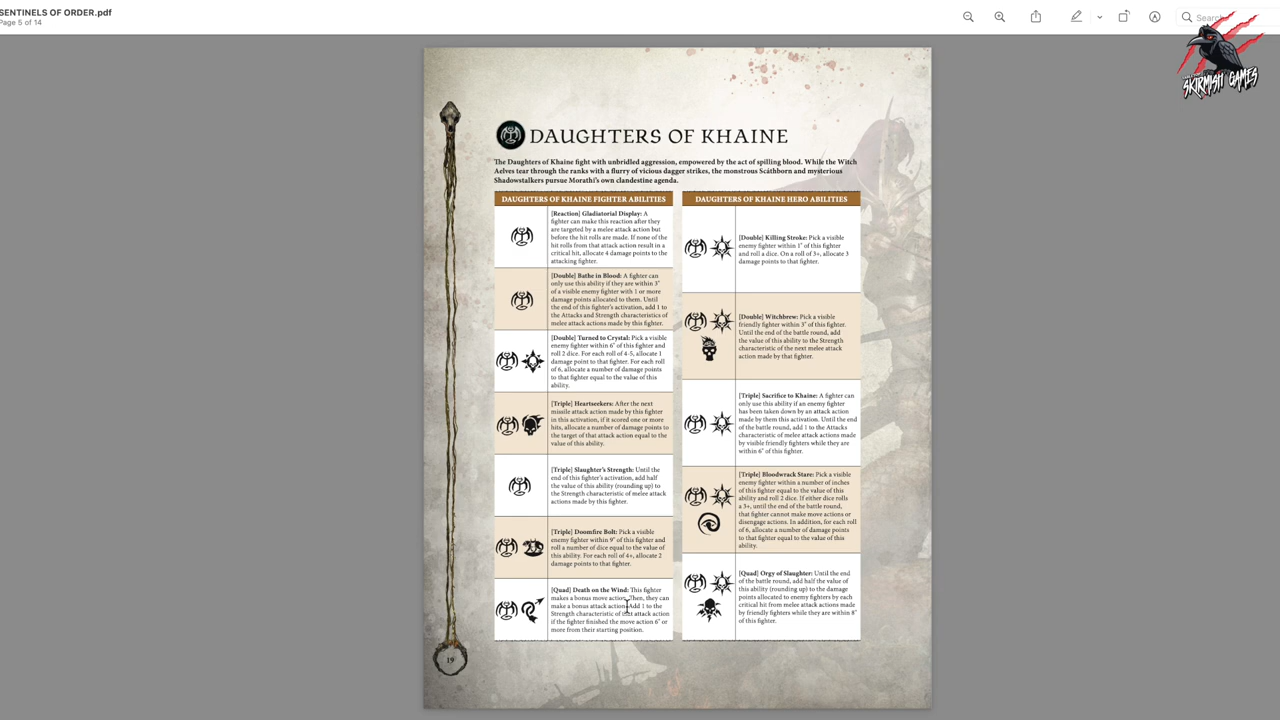 SENTINELS OF ORDER.pdf
Page 5 of 14
Search
SKIRMISH GAMES
DAUGHTERS OF KHAINE
The Daughters of Khaine fight with unbridled aggression, empowered by the act of spilling blood. While the Witch
Aelves tear through the ranks with a flurry of vicious dagger strikes, the monstrous Scáthborn and mysterious
Shadowstalkers pursue Morathi's own clandestine agenda.
DAUGHTERS OF KHAINE FIGHTER ABILITIES
[Reaction] Gladiatorial Display: A
fighter can make this reaction after they
are targeted by a melee attack action but
before the hit rolls are made. If none of the
hit rolls from that attack action result in a
critical hit, allocate 4 damage points to the
attacking fighter.
[Double] Bathe in Blood: A fighter can
only use this ability if they are within 3"
of a visible enemy fighter with 1 or more
damage points allocated to them. Until
the end of this fighter's activation, add 1 to
the Attacks and Strength characteristics of
melee attack actions made by this fighter.
[Double] Turned to Crystal: Pick a visible
enemy fighter within 6" of this fighter and
roll 2 dice. For each roll of 4-5, allocate 1
damage point to that fighter. For each roll
of 6, allocate a number of damage points
to that fighter equal to the value of this
ability.
[Triple] Heartseekers: After the next
missile attack action made by this fighter
in this activation, if it scored one or more
hits, allocate a number of damage points to
the target of that attack action equal to the
value of this ability.
[Triple] Slaughter's Strength: Until the
end of this fighter's activation, add half
the value of this ability (rounding up) to
the Strength characteristic of melee attack
actions made by this fighter.
[Triple] Doomfire Bolt: Pick a visible
enemy fighter within 9" of this fighter and
roll a number of dice equal to the value of
this ability. For each roll of 4+, allocate 2
damage points to that fighter.
[Quad] Death on the Wind: This fighter
makes a bonus move action. Then, they can
make a bonus attack action. Add 1 to the
Strength characteristic of that attack action
if the fighter finished the move action 6" or
more from their starting position.
DAUGHTERS OF KHAINE HERO ABILITIES
[Double] Killing Stroke: Pick a visible
enemy fighter within 1" of this fighter
and roll a dice. On a roll of 3+, allocate 3
damage points to that fighter.
[Double] Witchbrew: Pick a visible
friendly fighter within 3" of this fighter.
Until the end of the battle round, add
the value of this ability to the Strength
characteristic of the next melee attack
action made by that fighter.
[Triple] Sacrifice to Khaine: A fighter can
only use this ability if an enemy fighter
has been taken down by an attack action
made by them this activation. Until the end
of the battle round, add 1 to the Attacks
characteristic of melee attack actions made
by visible friendly fighters while they are
within 6" of this fighter.
[Triple] Bloodwrack Stare: Pick a visible
enemy fighter within a number of inches
of this fighter equal to the value of this
ability and roll 2 dice. If either dice rolls
a 3+, until the end of the battle round,
that fighter cannot make move actions or
disengage actions. In addition, for each roll
of 6, allocate a number of damage points
to that fighter equal to the value of this
ability.
[Quad] Orgy of Slaughter: Until the end
of the battle round, add half the value of
this ability (rounding up) to the damage
points allocated to enemy fighters by each
critical hit from melee attack actions made
by friendly fighters while they are within 8"
of this fighter.
19